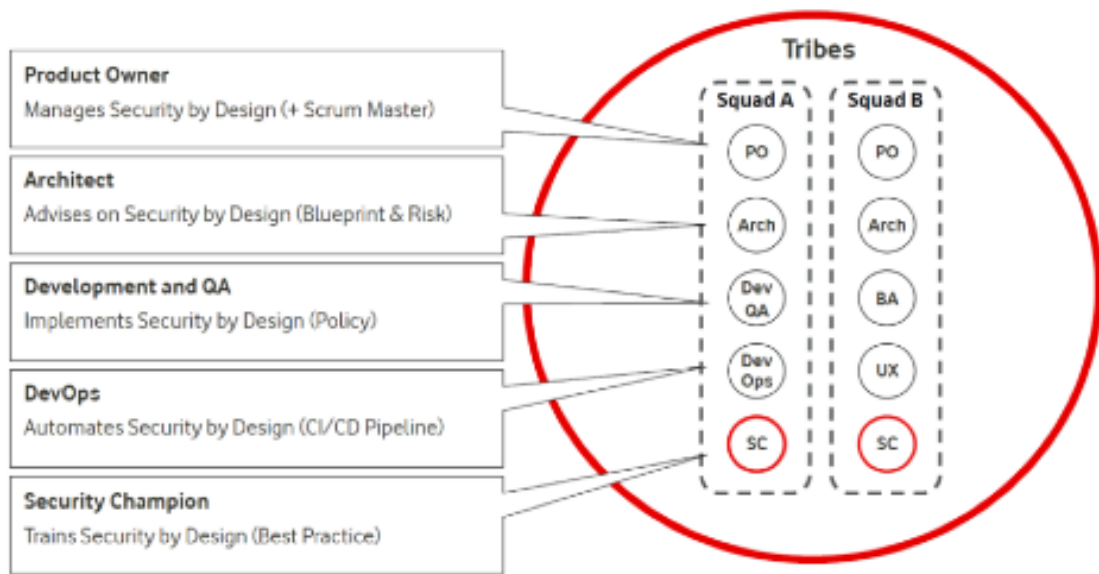 Product Owner
Manages Security by Design (+ Scrum Master)
Architect
Advises on Security by Design (Blueprint & Risk)
Development and QA
Implements Security by Design (Policy)
DevOps
Automates Security by Design (CI/CD Pipeline)
Security Champion
Trains Security by Design (Best Practice)
Tribes
Squad A
PO
Arch
Dev
QA
Dev
Ops
SC
Squad B
PO
Arch
BA
UX
SC